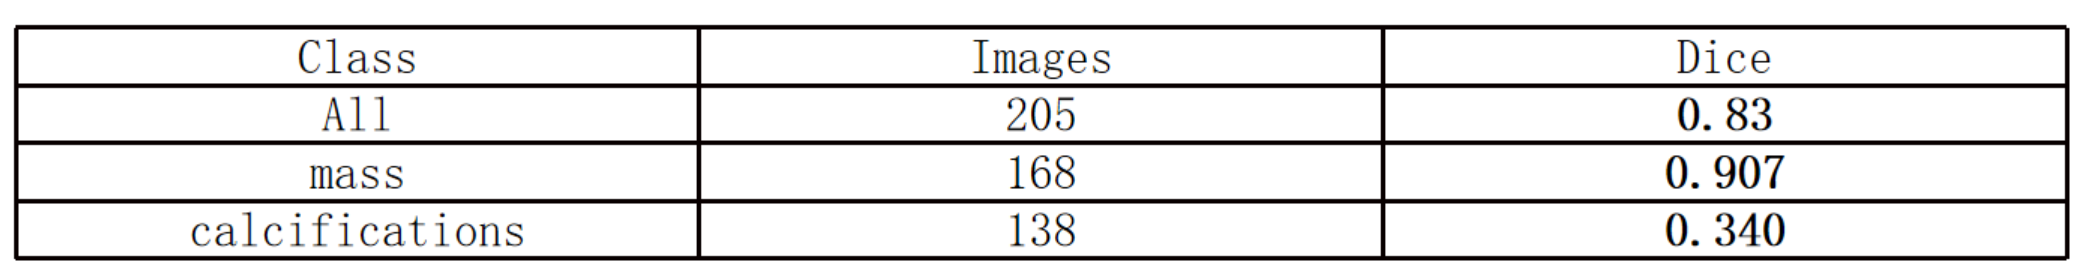 Class Images Dice
All 205 0.83
mass 168 0.907
calcifications 138 0.340